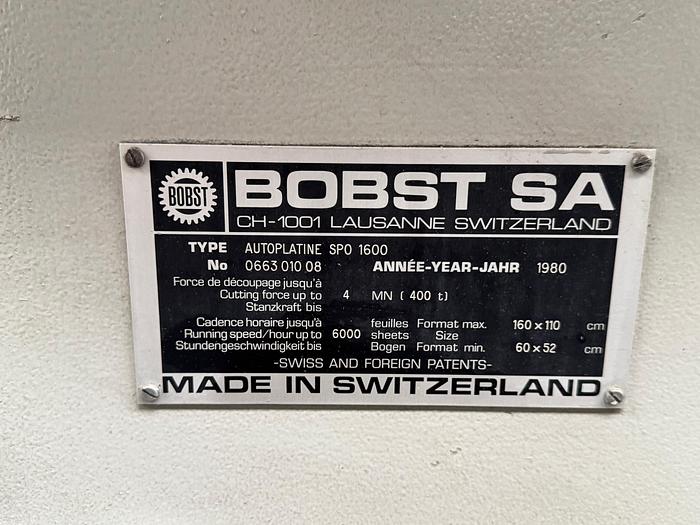 BOBST
BOBST SA
CH-1001 LAUSANNE SWITZERLAND
TYPE AUTOPLATINE SPO 1600
No 0663 010 08 ANNÉE-YEAR-JAHR 1980
Force de découpage jusqu'à
Cutting force up to 4 MN ( 400 t)
Stanzkraft bis
Cadence horaire jusqu'à feuilles Format max. 160 x 110 cm
Running speed/hour up to 6000 sheets Size
Stundengeschwindigkeit bis Bogen Format min. 60 x 52 cm
-SWISS AND FOREIGN PATENTS-
MADE IN SWITZERLAND